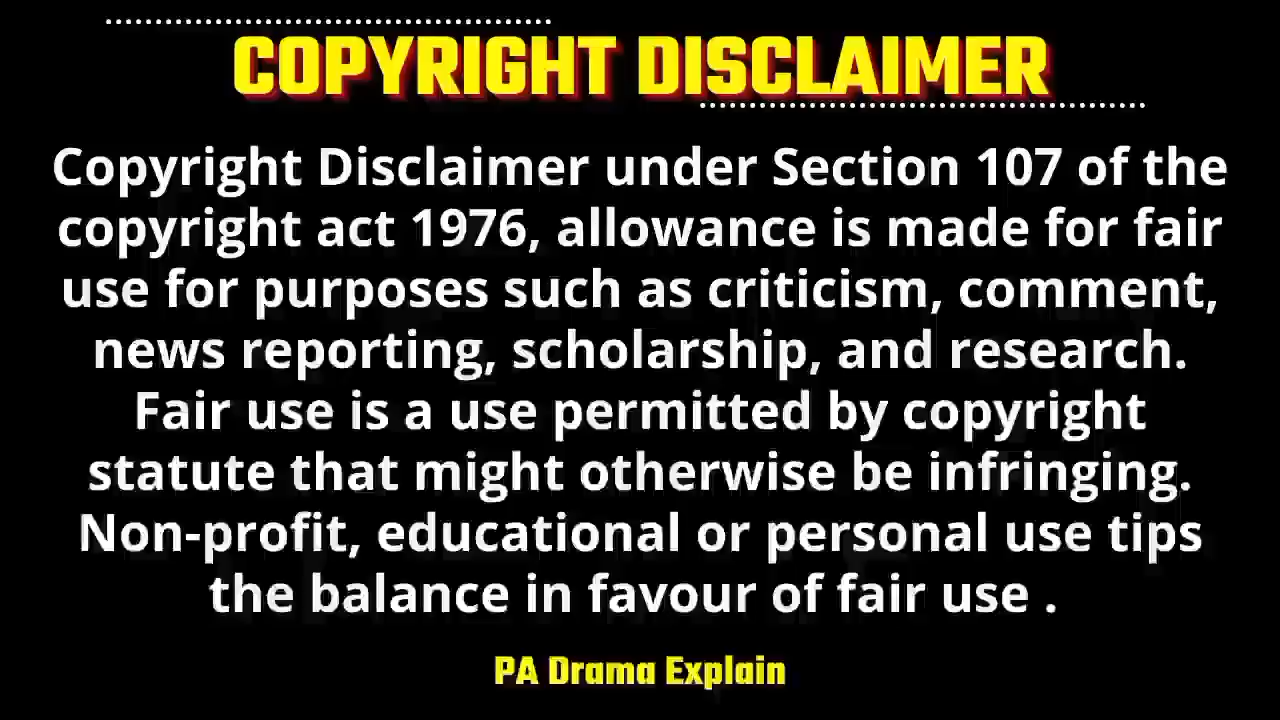 COPYRIGHT DISCLAIMER
Copyright Disclaimer under Section 107 of the
copyright act 1976, allowance is made for fair
use for purposes such as criticism, comment,
news reporting, scholarship, and research.
Fair use is a use permitted by copyright
statute that might otherwise be infringing.
Non-profit, educational or personal use tips
the balance in favour of fair use .
PA Drama Explain